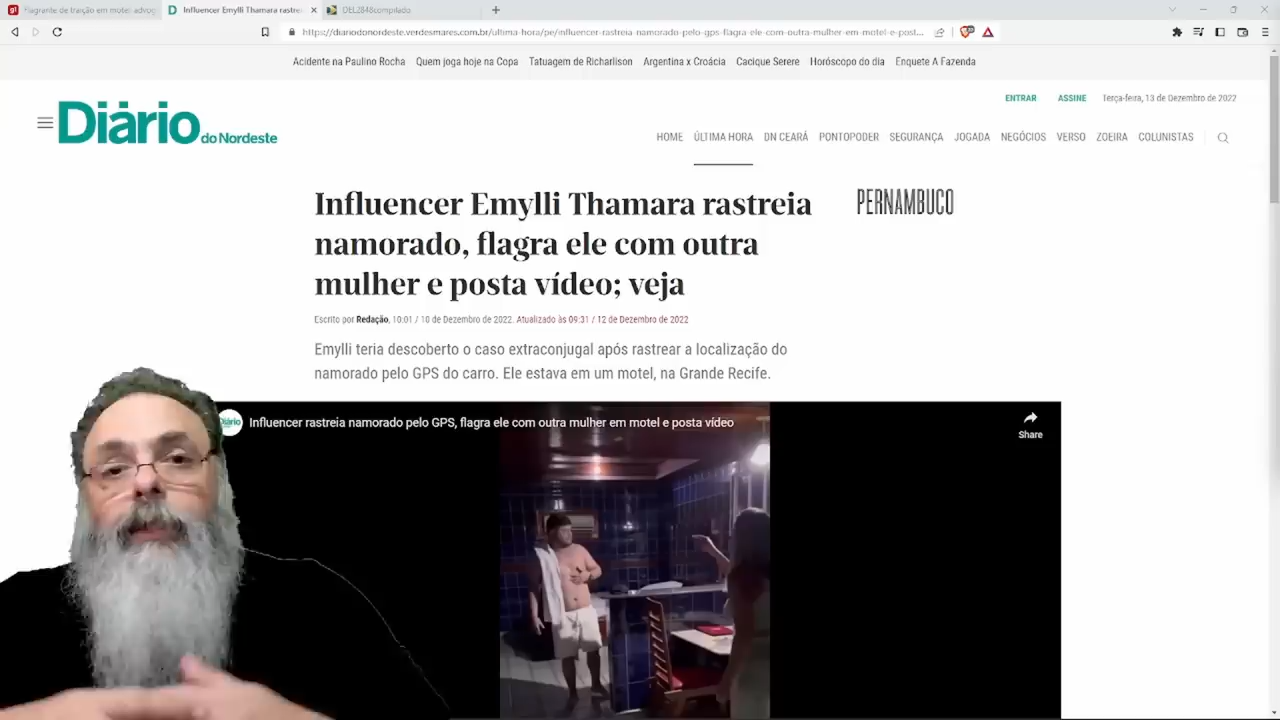 Flagrante de traição em motel: advog
Influencer Emylli Thamara rastrei
DEL2848compilado
https://diariodonordeste.verdesmares.com.br/ultima-hora/pe/influencer-rastreia-namorado-pelo-gps-flagra-ele-com-outra-mulher-em-motel-e-post...
Acidente na Paulino Rocha Quem joga hoje na Copa Tatuagem de Richarlison Argentina x Croácia Cacique Serere Horóscopo do dia Enquete A Fazenda
ENTRAR ASSINE Terça-feira, 13 de Dezembro de 2022
Diário do Nordeste
HOME ÚLTIMA HORA DN CEARÁ PONTOPODER SEGURANÇA JOGADA NEGÓCIOS VERSO ZOEIRA COLUNISTAS
Influencer Emylli Thamara rastreia
namorado, flagra ele com outra
mulher e posta vídeo; veja
PERNAMBUCO
Escrito por Redação, 10:01 / 10 de Dezembro de 2022. Atualizado às 09:31 / 12 de Dezembro de 2022
Emylli teria descoberto o caso extraconjugal após rastrear a localização do
namorado pelo GPS do carro. Ele estava em um motel, na Grande Recife.
Influencer rastreia namorado pelo GPS, flagra ele com outra mulher em motel e posta vídeo
Share